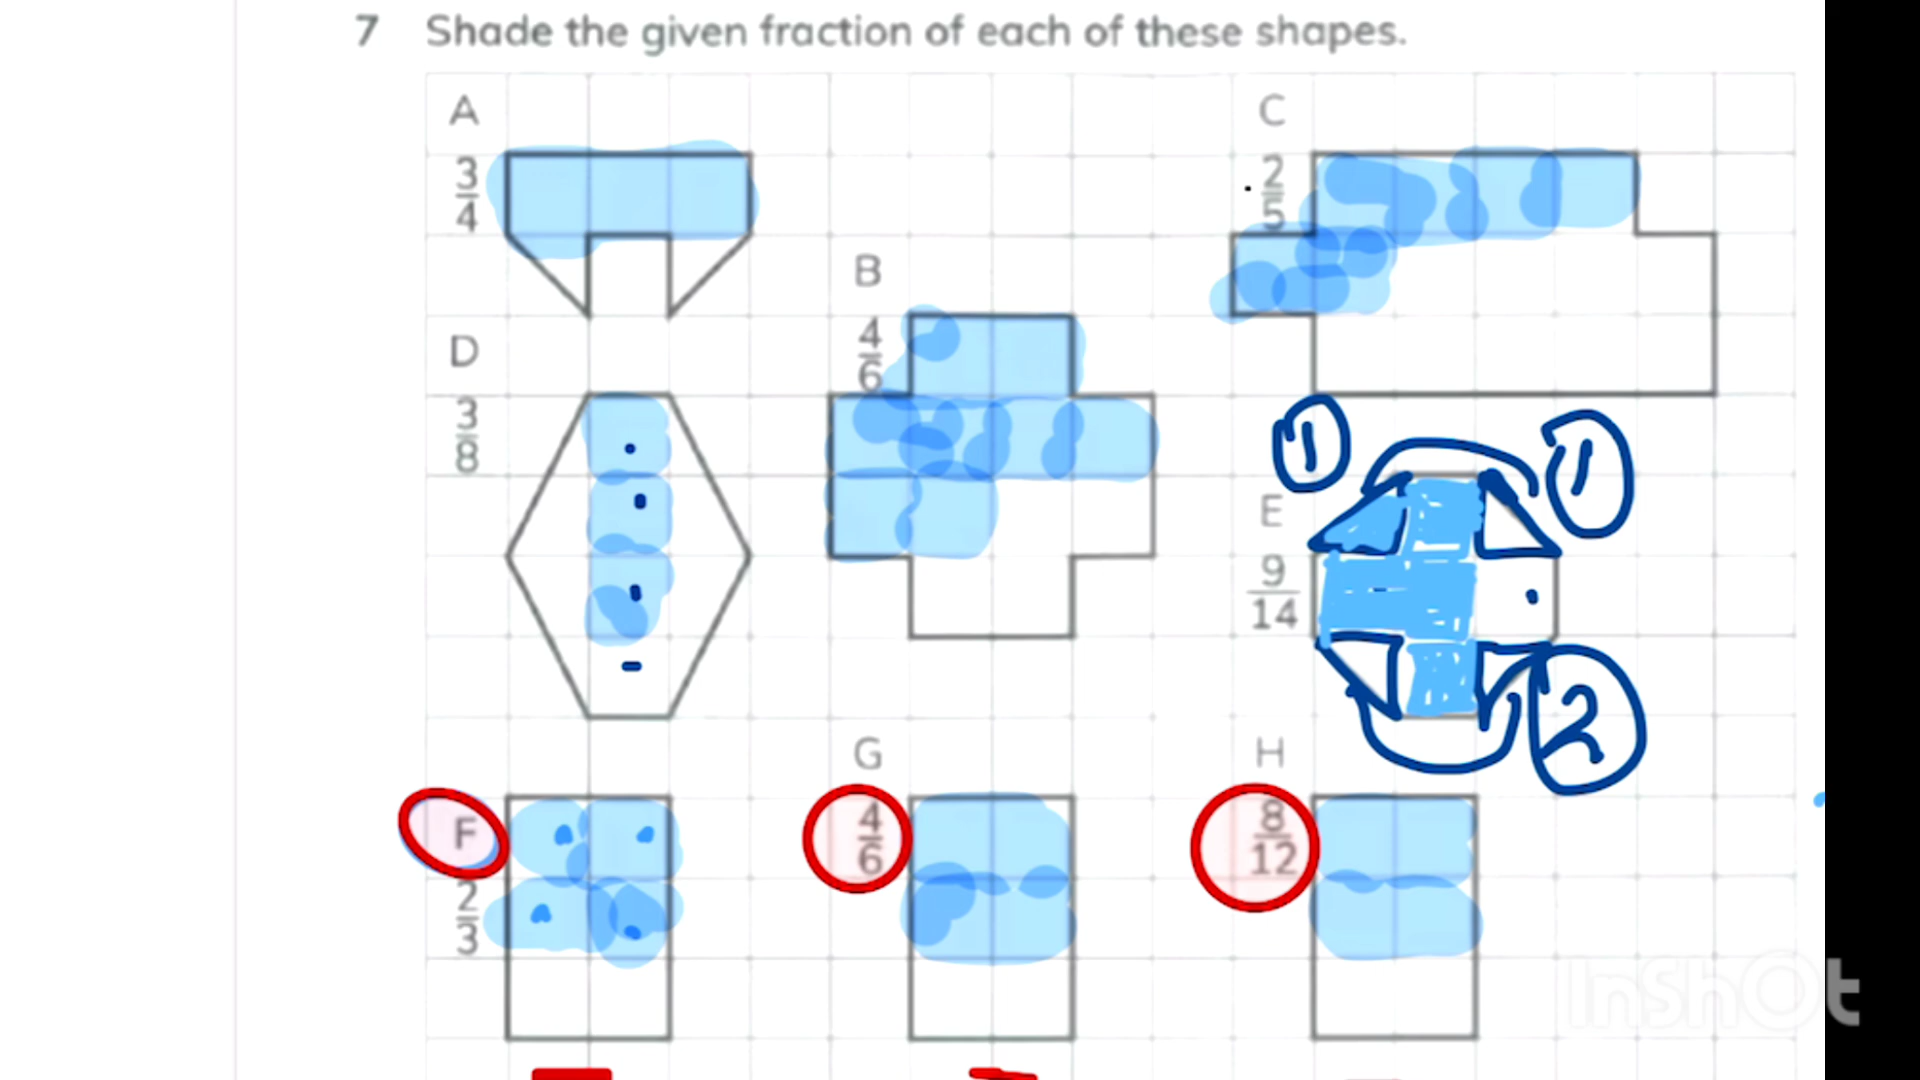 7 Shade the given fraction of each of these shapes.
A
3/4
B
4/6
C
2/5
D
3/8
1
1
E
9/14
2
F
2/3
G
4/6
H
8/12
InShOt